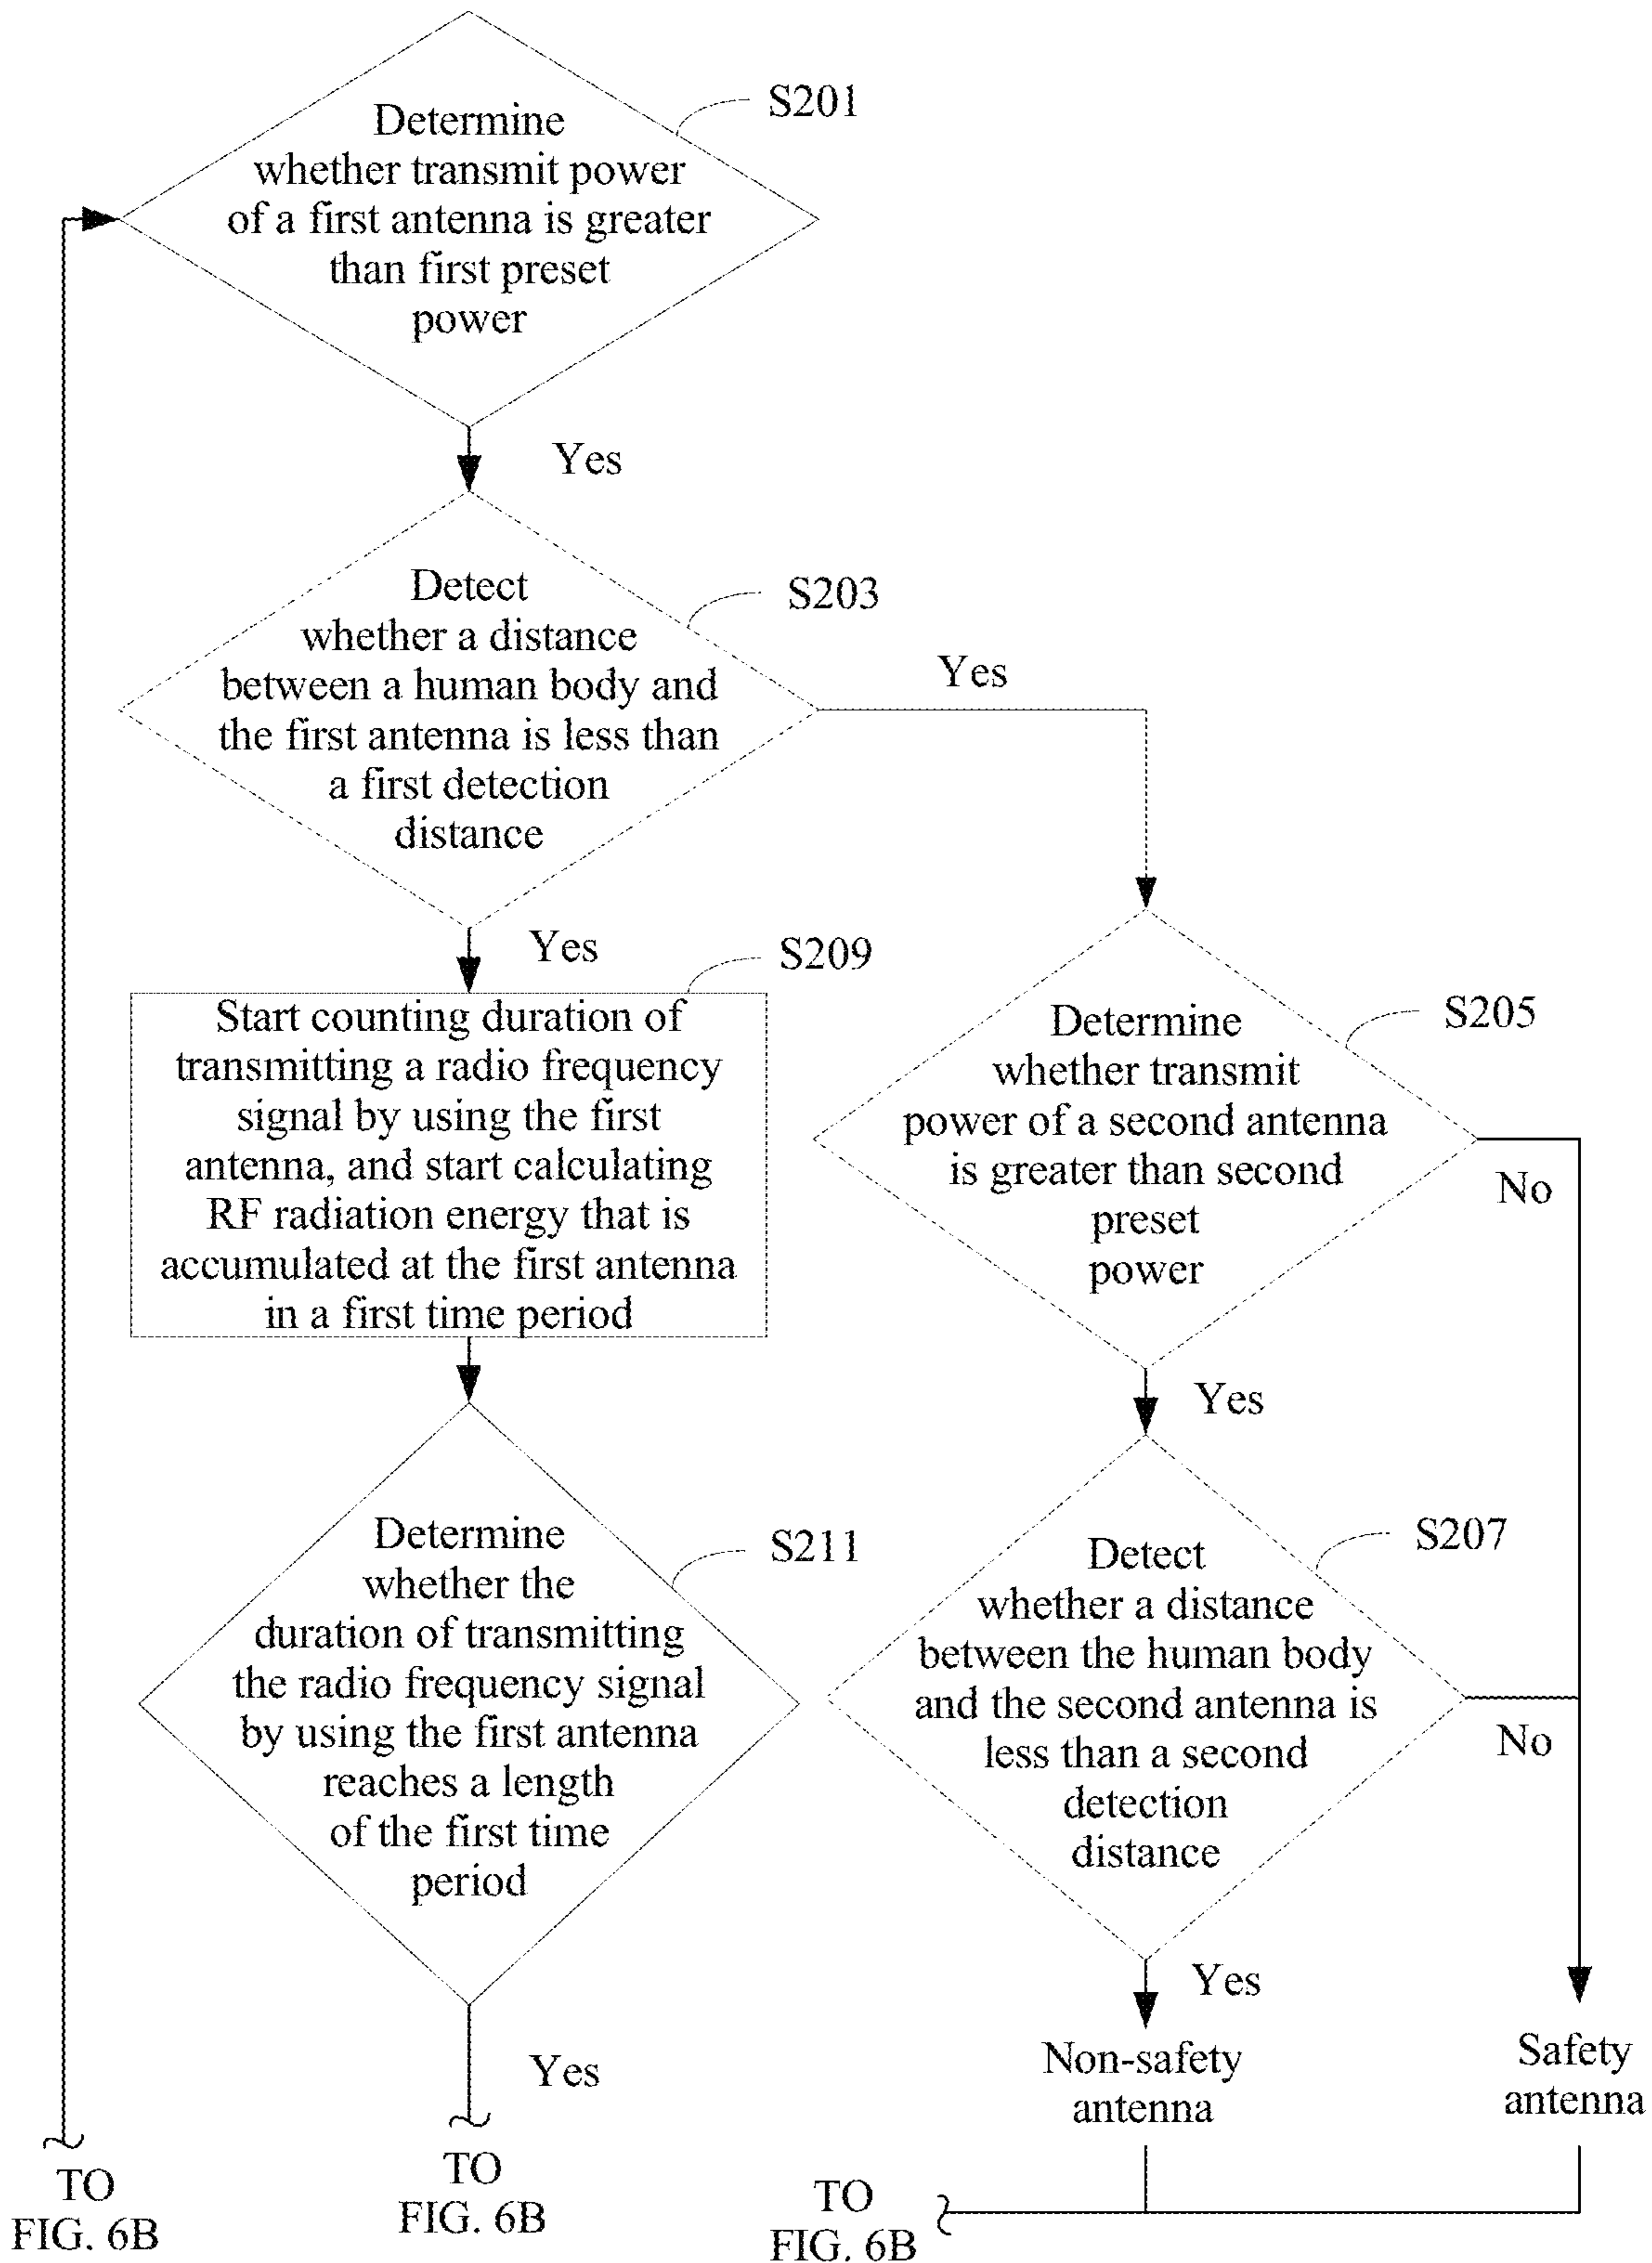 Determine
whether transmit power
of a first antenna is greater
than first preset
power
S201
Yes
Detect
whether a distance
between a human body and
the first antenna is less than
a first detection
distance
S203
Yes
Yes
S209
Start counting duration of
transmitting a radio frequency
signal by using the first
antenna, and start calculating
RF radiation energy that is
accumulated at the first antenna
in a first time period
Determine
whether transmit
power of a second antenna
is greater than second
preset
power
S205
No
Yes
Determine
whether the
duration of transmitting
the radio frequency signal
by using the first antenna
reaches a length
of the first time
period
S211
Detect
whether a distance
between the human body
and the second antenna is
less than a second
detection
distance
S207
No
Yes
Yes
Non-safety
antenna
Safety
antenna
TO
FIG. 6B
TO
FIG. 6B
TO
FIG. 6B